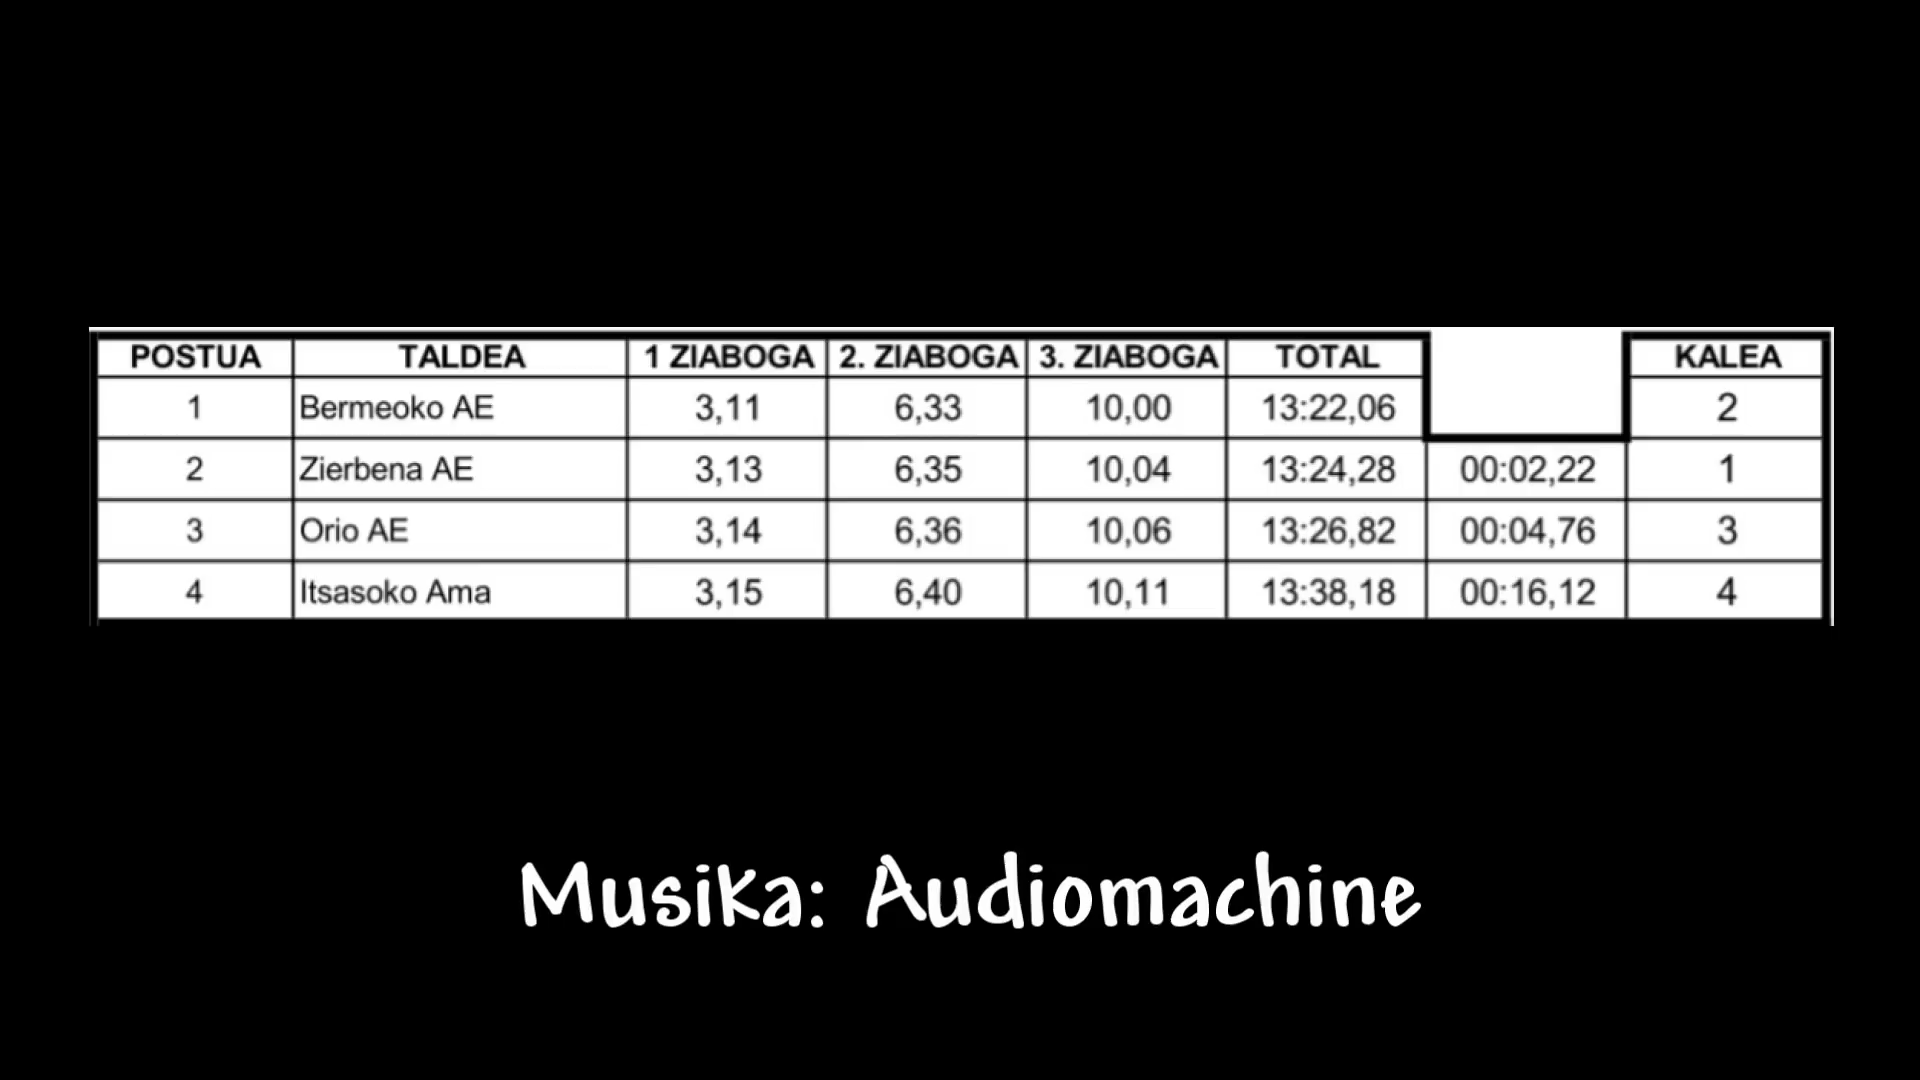 POSTUA TALDEA 1 ZIABOGA 2. ZIABOGA 3. ZIABOGA TOTAL KALEA
1 Bermeoko AE 3,11 6,33 10,00 13:22,06 2
2 Zierbena AE 3,13 6,35 10,04 13:24,28 00:02,22 1
3 Orio AE 3,14 6,36 10,06 13:26,82 00:04,76 3
4 Itsasoko Ama 3,15 6,40 10,11 13:38,18 00:16,12 4
Musika: Audiomachine